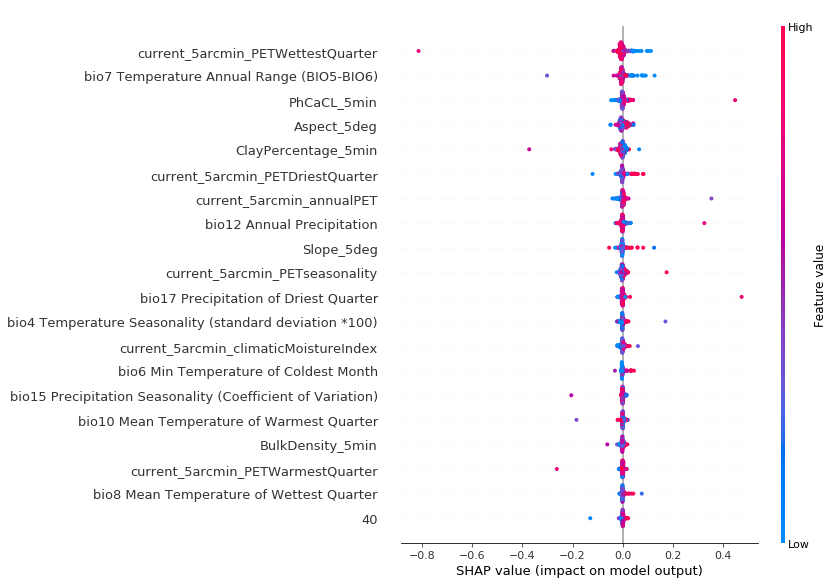 High
current_5arcmin_PETWettestQuarter
bio7 Temperature Annual Range (BIO5-BIO6)
PhCaCL_5min
Aspect_5deg
ClayPercentage_5min
current_5arcmin_PETDriestQuarter
current_5arcmin_annualPET
bio12 Annual Precipitation
Slope_5deg
current_5arcmin_PETseasonality
bio17 Precipitation of Driest Quarter
bio4 Temperature Seasonality (standard deviation *100)
current_5arcmin_climaticMoistureIndex
bio6 Min Temperature of Coldest Month
bio15 Precipitation Seasonality (Coefficient of Variation)
bio10 Mean Temperature of Warmest Quarter
BulkDensity_5min
current_5arcmin_PETWarmestQuarter
bio8 Mean Temperature of Wettest Quarter
40
Feature value
Low
−0.8 −0.6 −0.4 −0.2 0.0 0.2 0.4
SHAP value (impact on model output)